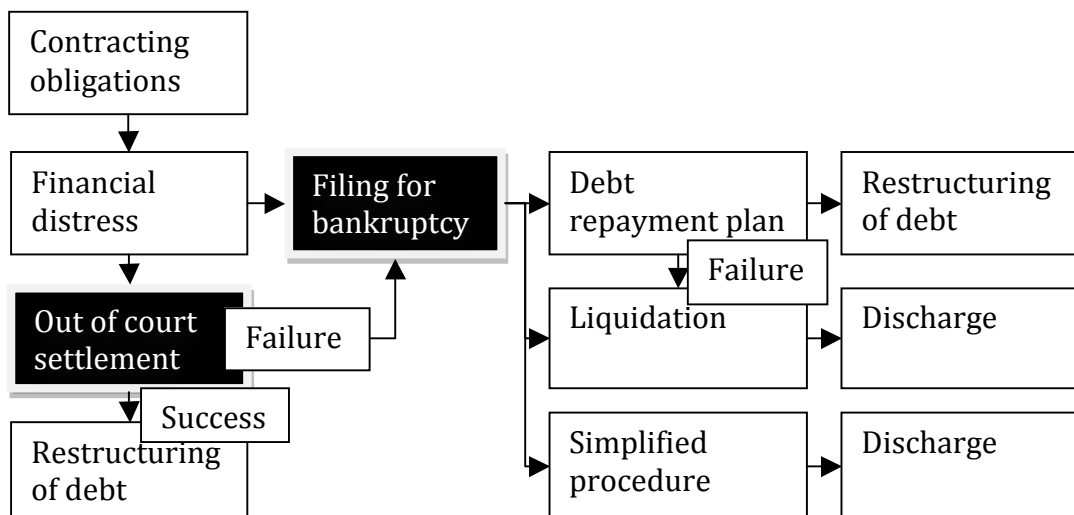 Contracting
obligations
Financial
distress
Filing for
bankruptcy
Debt
repayment plan
Restructuring
of debt
Failure
Out of court
settlement
Failure
Liquidation
Discharge
Success
Restructuring
of debt
Simplified
procedure
Discharge